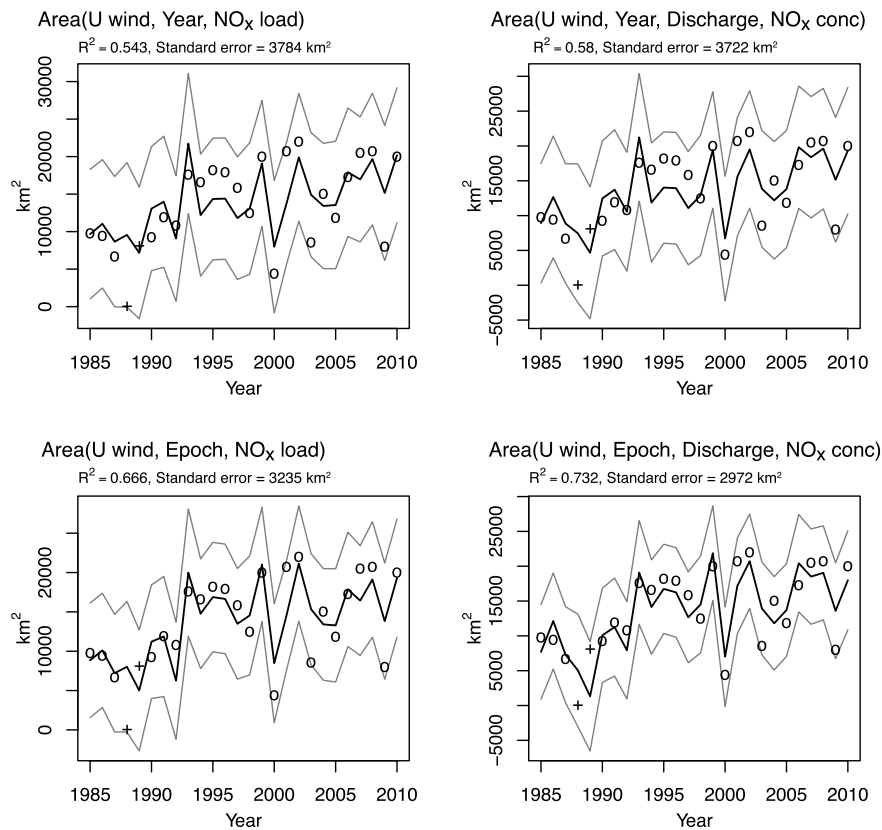 Area(U wind, Year, NOx load)
R2 = 0.543, Standard error = 3784 km2
30000
20000
10000
0
km2
1985 1990 1995 2000 2005 2010
Year
Area(U wind, Year, Discharge, NOx conc)
R2 = 0.58, Standard error = 3722 km2
25000
15000
5000
−5000
km2
1985 1990 1995 2000 2005 2010
Year
Area(U wind, Epoch, NOx load)
R2 = 0.666, Standard error = 3235 km2
20000
10000
0
km2
1985 1990 1995 2000 2005 2010
Year
Area(U wind, Epoch, Discharge, NOx conc)
R2 = 0.732, Standard error = 2972 km2
25000
15000
5000
−5000
km2
1985 1990 1995 2000 2005 2010
Year